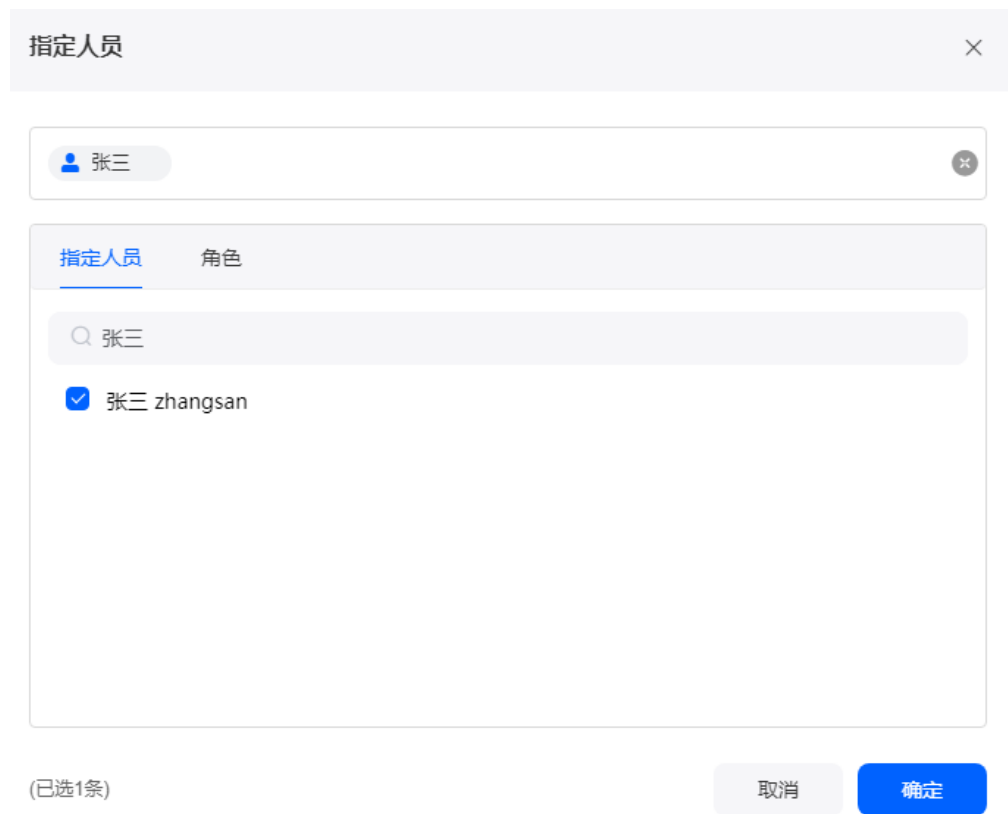 指定人员
张三
指定人员 角色
张三
张三 zhangsan
(已选1条)
取消 确定